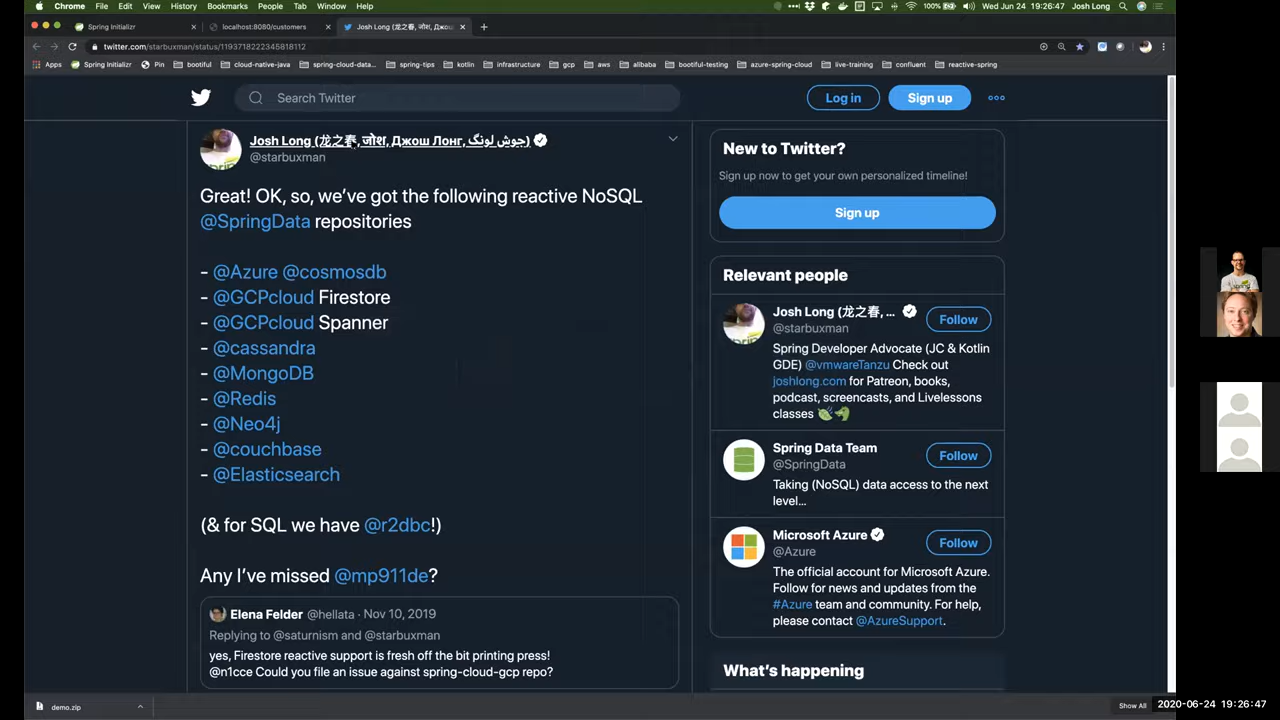 Chrome File Edit View History Bookmarks People Tab Window Help
100% Wed Jun 24 19:26:47 Josh Long
Spring Initializr
localhost:8080/customers
Josh Long (龙之春, जोश, Джош
twitter.com/starbuxman/status/1193718222345818112
Apps Spring Initializr Pin bootiful cloud-native-java spring-cloud-data... spring-tips kotlin infrastructure gcp aws alibaba bootiful-testing azure-spring-cloud live-training confluent reactive-spring
Search Twitter
Log in
Sign up
Josh Long (龙之春, जोश, Джош Лонг, جوش لونگ)
@starbuxman
Great! OK, so, we've got the following reactive NoSQL
@SpringData repositories
- @Azure @cosmosdb
- @GCPcloud Firestore
- @GCPcloud Spanner
- @cassandra
- @MongoDB
- @Redis
- @Neo4j
- @couchbase
- @Elasticsearch
(& for SQL we have @r2dbc!)
Any I've missed @mp911de?
Elena Felder @hellata · Nov 10, 2019
Replying to @saturnism and @starbuxman
yes, Firestore reactive support is fresh off the bit printing press!
@n1cce Could you file an issue against spring-cloud-gcp repo?
New to Twitter?
Sign up now to get your own personalized timeline!
Sign up
Relevant people
Josh Long (龙之春, ...
@starbuxman
Follow
Spring Developer Advocate (JC & Kotlin
GDE) @vmwareTanzu Check out
joshlong.com for Patreon, books,
podcast, screencasts, and Livelessons
classes
Spring Data Team
@SpringData
Follow
Taking (NoSQL) data access to the next
level...
Microsoft Azure
@Azure
Follow
The official account for Microsoft Azure.
Follow for news and updates from the
#Azure team and community. For help,
please contact @AzureSupport.
What's happening
demo.zip
Show All
2020-06-24 19:26:47